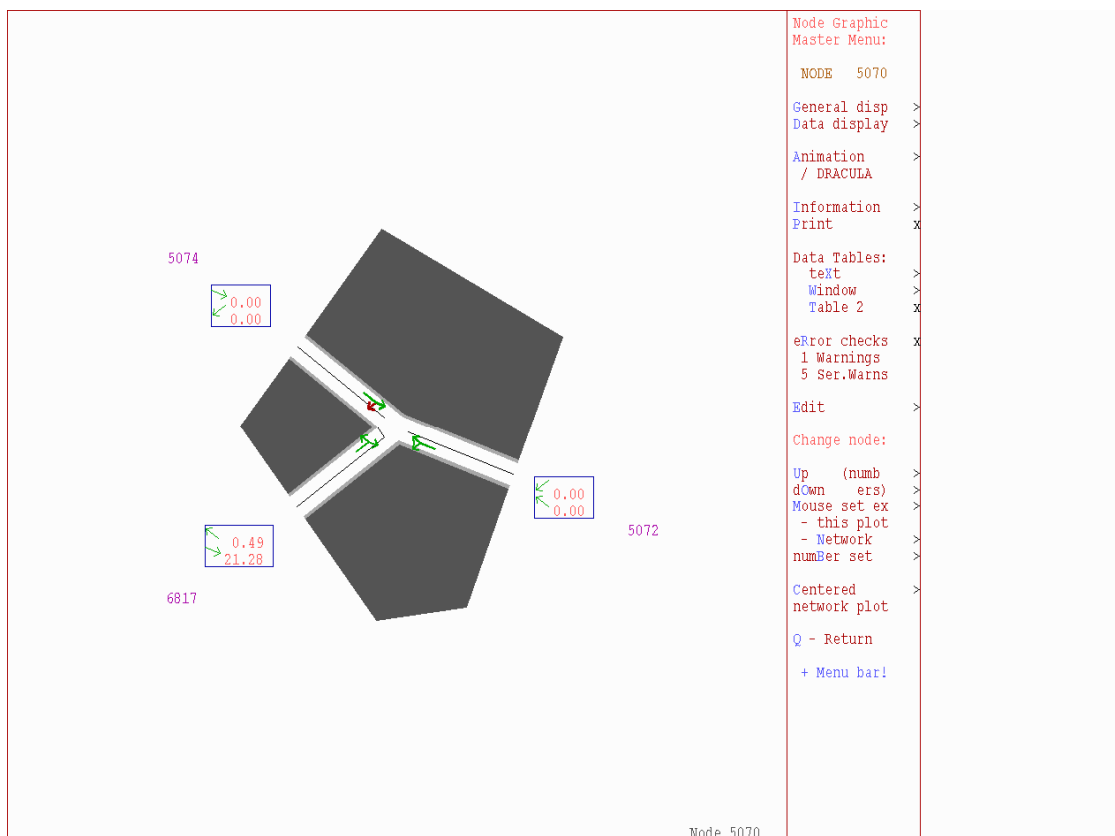 Node Graphic
Master Menu:
NODE 5070
General disp >
Data display >
Animation >
/ DRACULA
Information >
Print x
Data Tables:
teXt >
Window >
Table 2 x
eRror checks x
1 Warnings
5 Ser.Warns
Edit >
Change node:
Up (numb >
dOwn ers) >
Mouse set ex >
- this plot
- Network >
numBer set >
Centered >
network plot
Q - Return
+ Menu bar!
5074
0.00
0.00
0.00
0.00
5072
0.49
21.28
6817
Node 5070